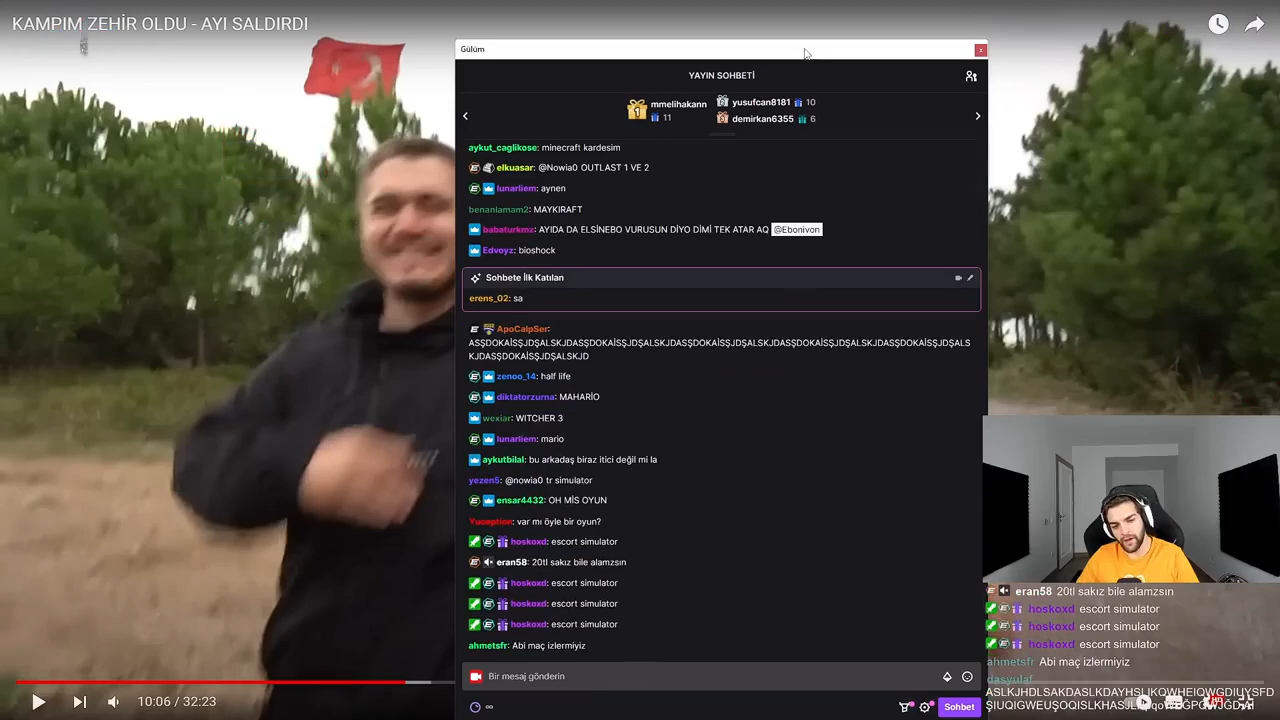 KAMPIM ZEHİR OLDU - AYI SALDIRDI
Gülüm
YAYIN SOHBETİ
mmelihakann
11
yusufcan8181 10
demirkan6355 6
aykut_caglikose: minecraft kardesim
elkuasar: @Nowia0 OUTLAST 1 VE 2
lunarliem: aynen
benanlamam2: MAYKIRAFT
babaturkmz: AYIDA DA ELSİNEBO VURUSUN DİYO DİMİ TEK ATAR AQ @Ebonivon
Edvoyz: bioshock
Sohbete İlk Katılan
erens_02: sa
ApoCalpSer:
ASŞDOKAİSŞJDŞALSKJDASŞDOKAİSŞJDŞALSKJDASŞDOKAİSŞJDŞALSKJDASŞDOKAİSŞJDŞALSKJDASŞDOKAİSŞJDŞALSKJDASŞDOKAİSŞJDŞALS
KJDASŞDOKAİSŞJDŞALSKJD
zenoo_14: half life
diktatorzurna: MAHARİO
wexiar: WITCHER 3
lunarliem: mario
aykutbilal: bu arkadaş biraz itici değil mi la
yezen5: @nowia0 tr simulator
ensar4432: OH MİS OYUN
Yuception: var mı öyle bir oyun?
hoskoxd: escort simulator
eran58: 20tl sakız bile alamzsın
hoskoxd: escort simulator
hoskoxd: escort simulator
hoskoxd: escort simulator
ahmetsfr: Abi maç izlermiyiz
Bir mesaj gönderin
Sohbet
eran58 20tl sakız bile alamzsın
hoskoxd escort simulator
hoskoxd escort simulator
hoskoxd escort simulator
ahmetsfr Abi maç izlermiyiz
dasyulaf
10:06 / 32:23